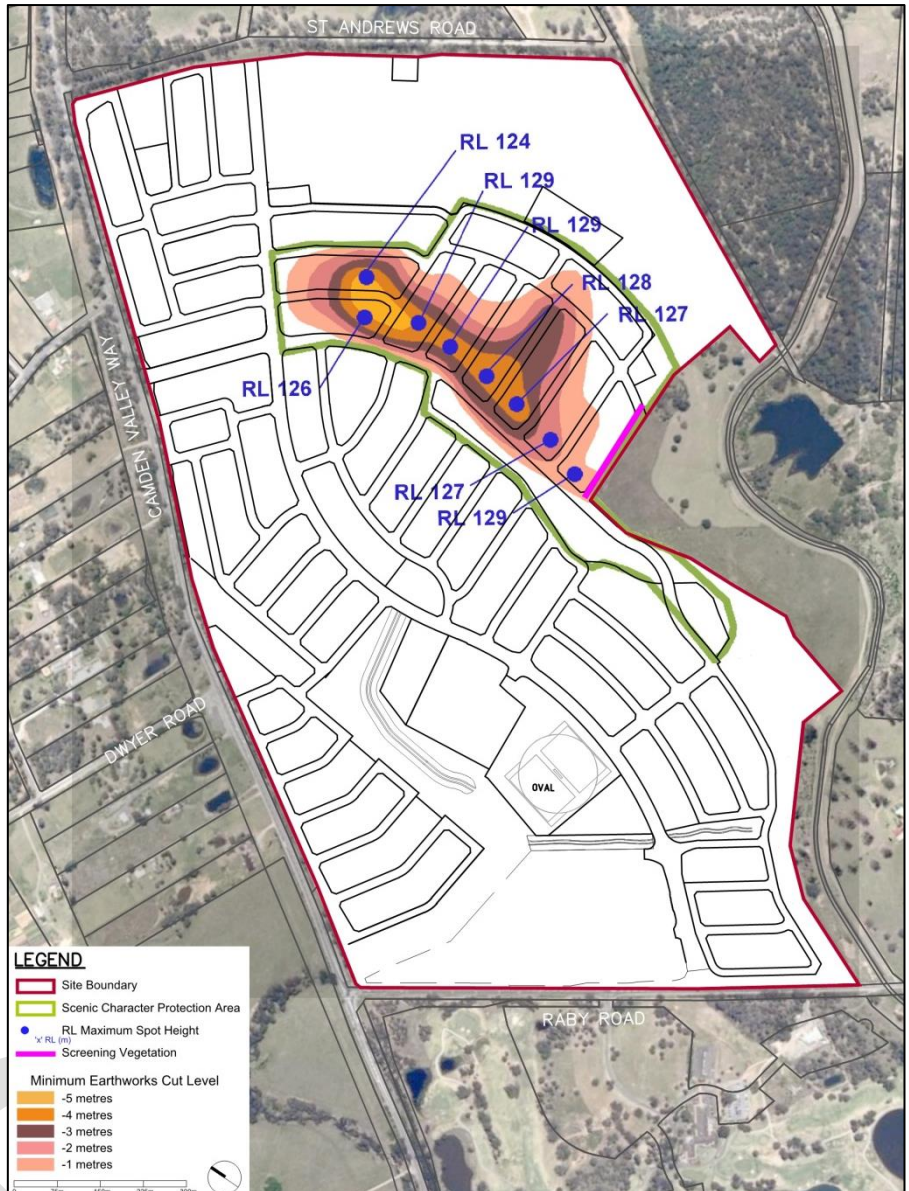 ST ANDREWS ROAD
RL 124
RL 129
RL 129
RL 128
RL 127
RL 126
CAMDEN VALLEY WAY
RL 127
RL 129
DWYER ROAD
OVAL
LEGEND
Site Boundary
Scenic Character Protection Area
RL Maximum Spot Height
'x' RL (m)
Screening Vegetation
Minimum Earthworks Cut Level
-5 metres
-4 metres
-3 metres
-2 metres
-1 metres
RABY ROAD